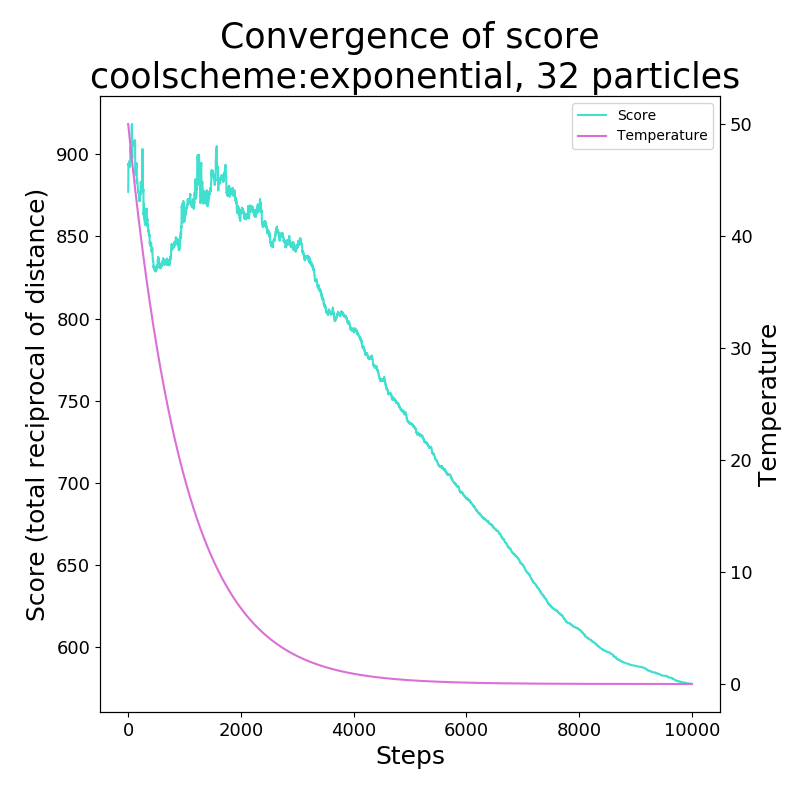 Convergence of score
coolscheme:exponential, 32 particles
Score
Temperature
Score (total reciprocal of distance)
900
850
800
750
700
650
600
50
40
30
20
10
0
Temperature
0 2000 4000 6000 8000 10000
Steps